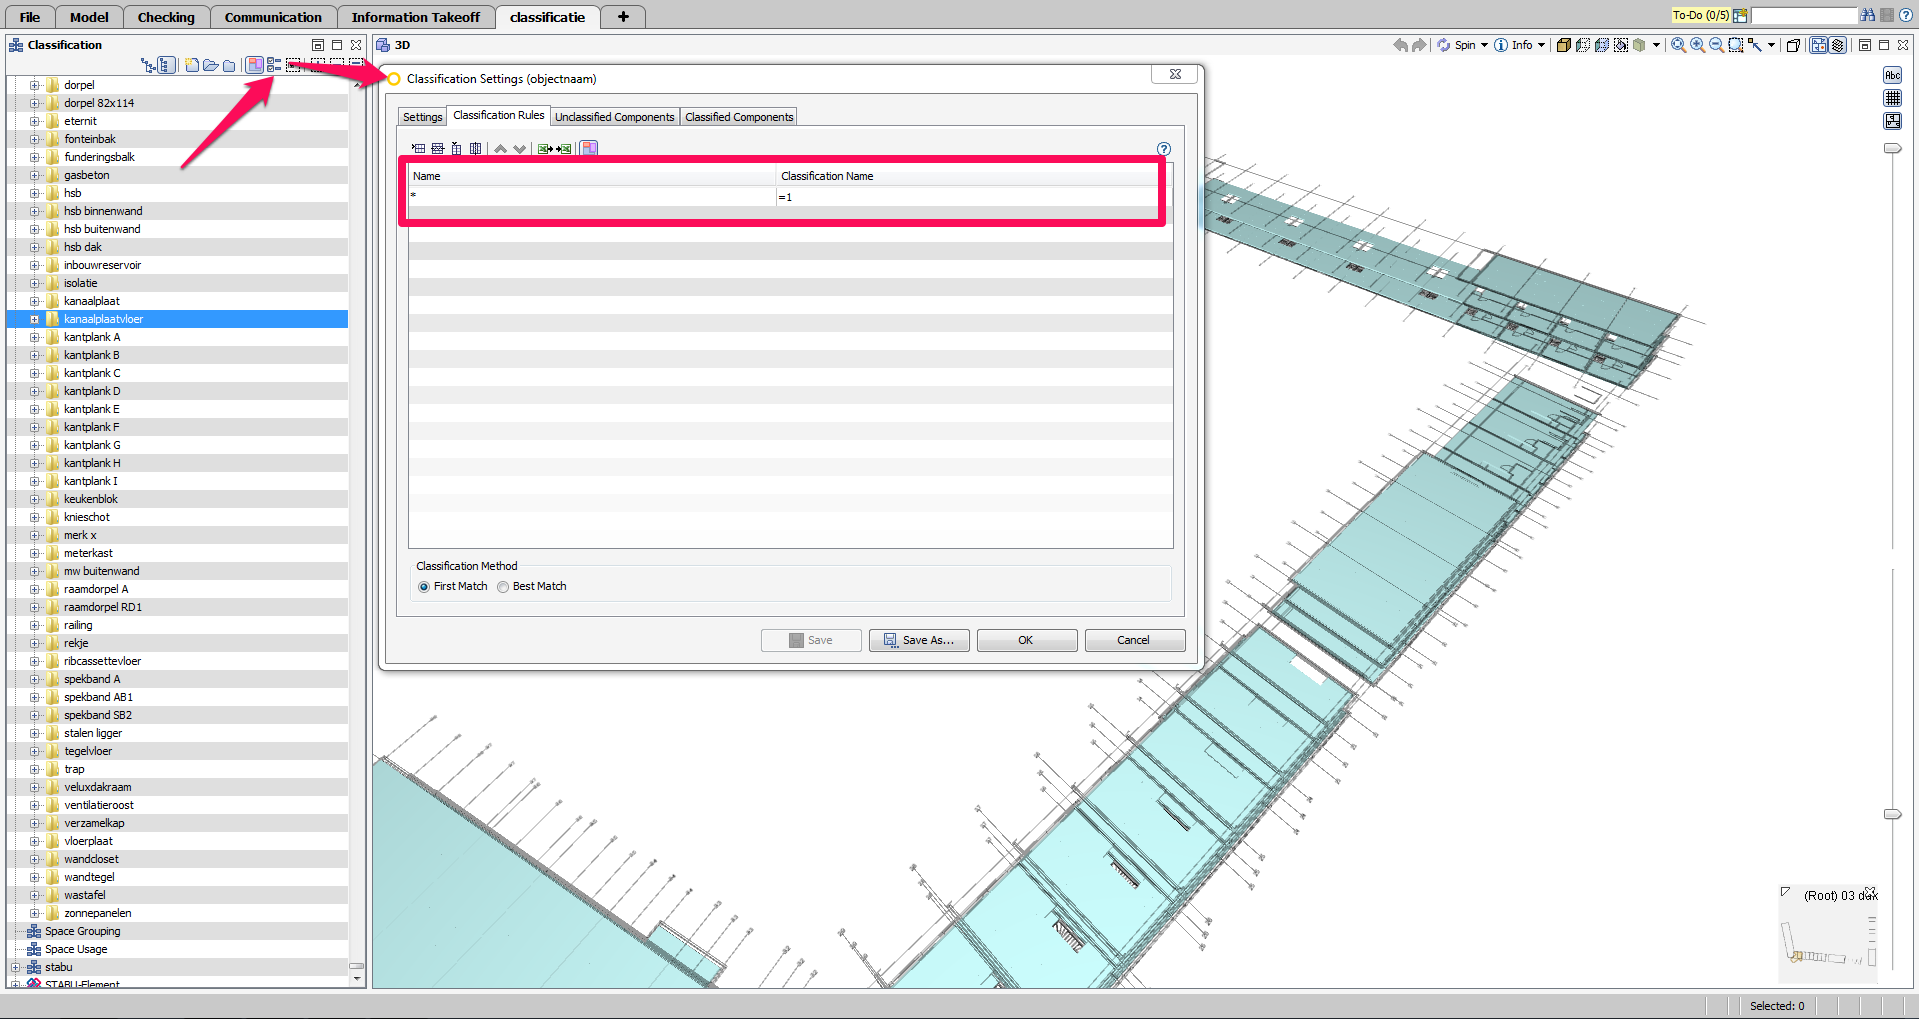 File Model Checking Communication Information Takeoff classificatie +
To-Do (0/5)
Classification
3D
Spin Info
dorpel
dorpel 82x114
eternit
fonteinbak
funderingsbalk
gasbeton
hsb
hsb binnenwand
hsb buitenwand
hsb dak
inbouwreservoir
isolatie
kanaalplaat
kanaalplaatvloer
kantplank A
kantplank B
kantplank C
kantplank D
kantplank E
kantplank F
kantplank G
kantplank H
kantplank I
keukenblok
knieschot
merk x
meterkast
mw buitenwand
raamdorpel A
raamdorpel RD1
railing
rekje
ribcassettevloer
spekband A
spekband AB1
spekband SB2
stalen ligger
tegelvloer
trap
veluxdakraam
ventilatieroost
verzamelkap
vloerplaat
wandcloset
wandtegel
wastafel
zonnepanelen
Space Grouping
Space Usage
stabu
STABU-Element
Classification Settings (objectnaam)
Settings Classification Rules Unclassified Components Classified Components
Name Classification Name
* =1
Classification Method
First Match Best Match
Save Save As... OK Cancel
Abc
(Root) 03 dak
Selected: 0